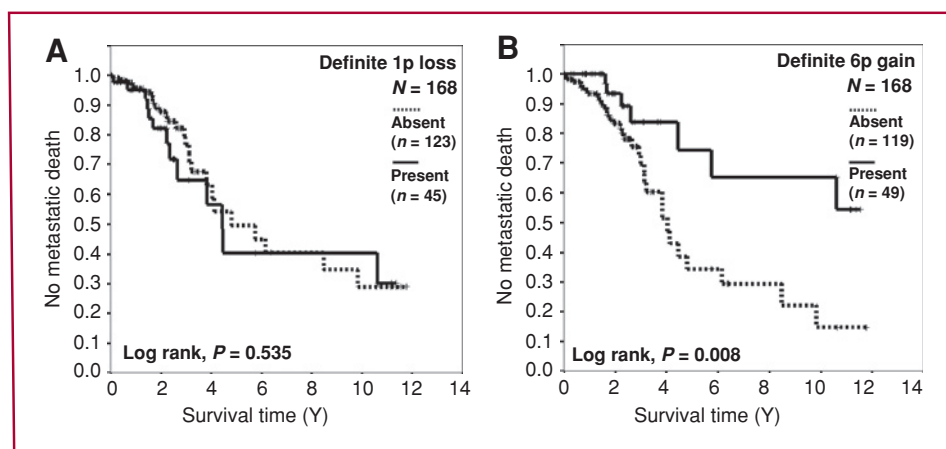 A
Definite 1p loss
N = 168
Absent
(n = 123)
Present
(n = 45)
No metastatic death
1.0
0.9
0.8
0.7
0.6
0.5
0.4
0.3
0.2
0.1
0.0
Log rank, P = 0.535
0 2 4 6 8 10 12 14
Survival time (Y)
B
Definite 6p gain
N = 168
Absent
(n = 119)
Present
(n = 49)
No metastatic death
1.0
0.9
0.8
0.7
0.6
0.5
0.4
0.3
0.2
0.1
0.0
Log rank, P = 0.008
0 2 4 6 8 10 12 14
Survival time (Y)